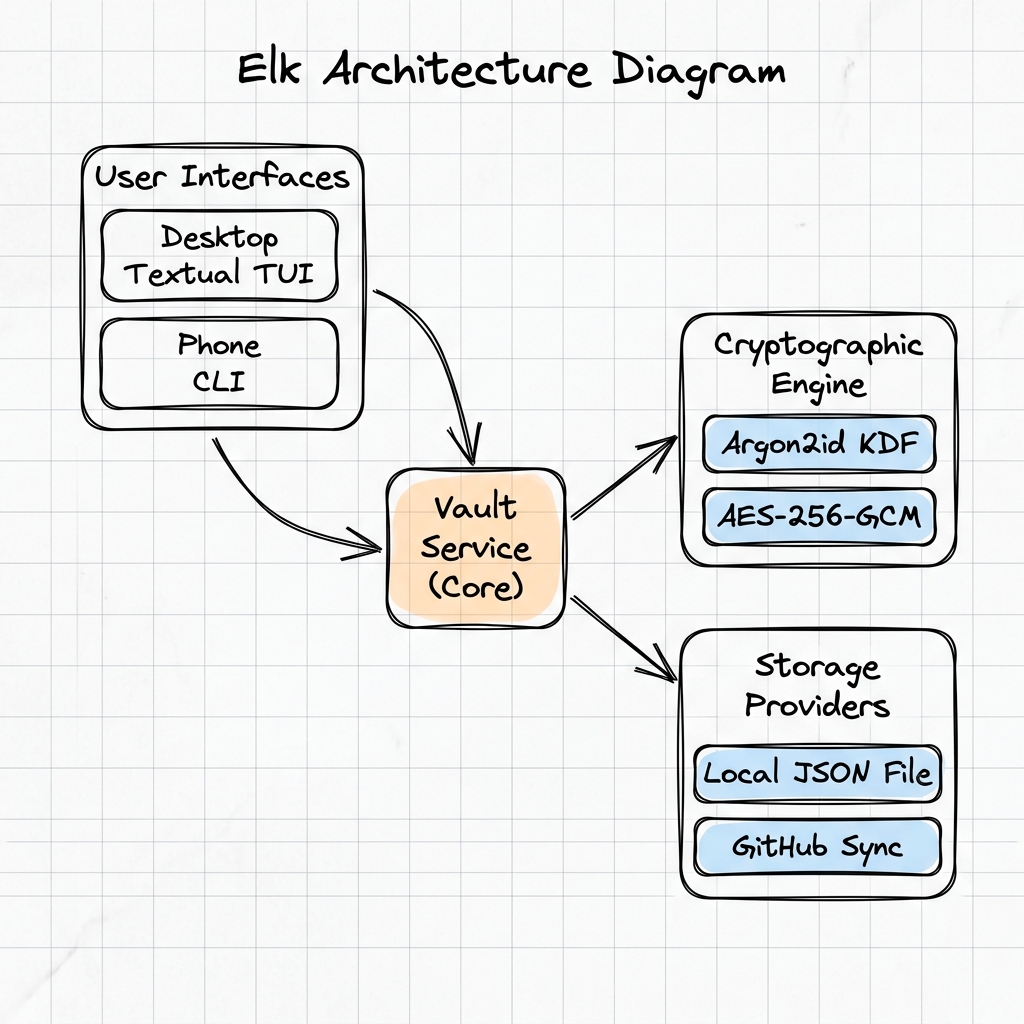 Elk Architecture Diagram
User Interfaces
Desktop
Textual TUI
Phone
CLI
Vault
Service
(Core)
Cryptographic
Engine
Argon2id KDF
AES-256-GCM
Storage
Providers
Local JSON File
GitHub Sync